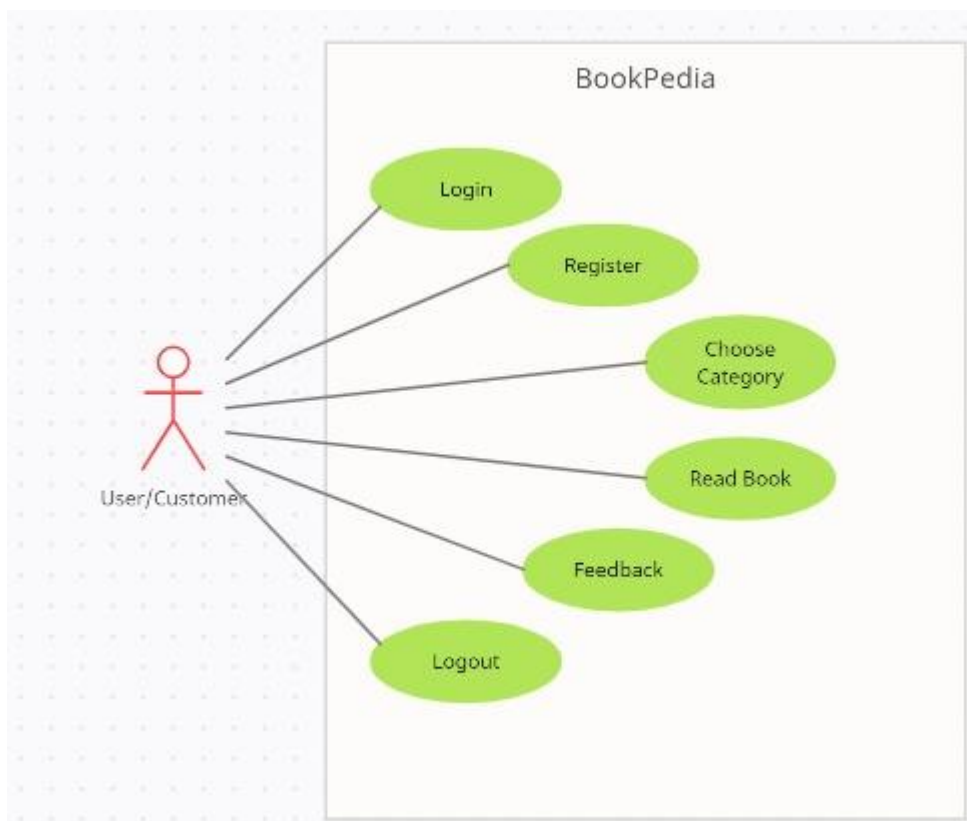 BookPedia
Login
Register
Choose
Category
Read Book
User/Customer
Feedback
Logout